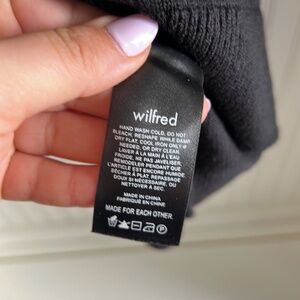 wilfred
HAND WASH COLD, DO NOT
BLEACH, RESHAPE WHILE DAMP
DRY FLAT, COOL IRON ONLY IF
NEEDED, OR DRY CLEAN
LAVER À LA MAIN À L'EAU
FROIDE, NE PAS JAVELISER,
REMODELER PENDANT QUE
L'ARTICLE EST ENCORE HUMIDE
SÉCHER À PLAT, REPASSAGE
DOUX SI NÉCESSAIRE, OU
NETTOYER À SEC.
MADE IN CHINA
FABRIQUÉ EN CHINE
MADE FOR EACH OTHER.
P